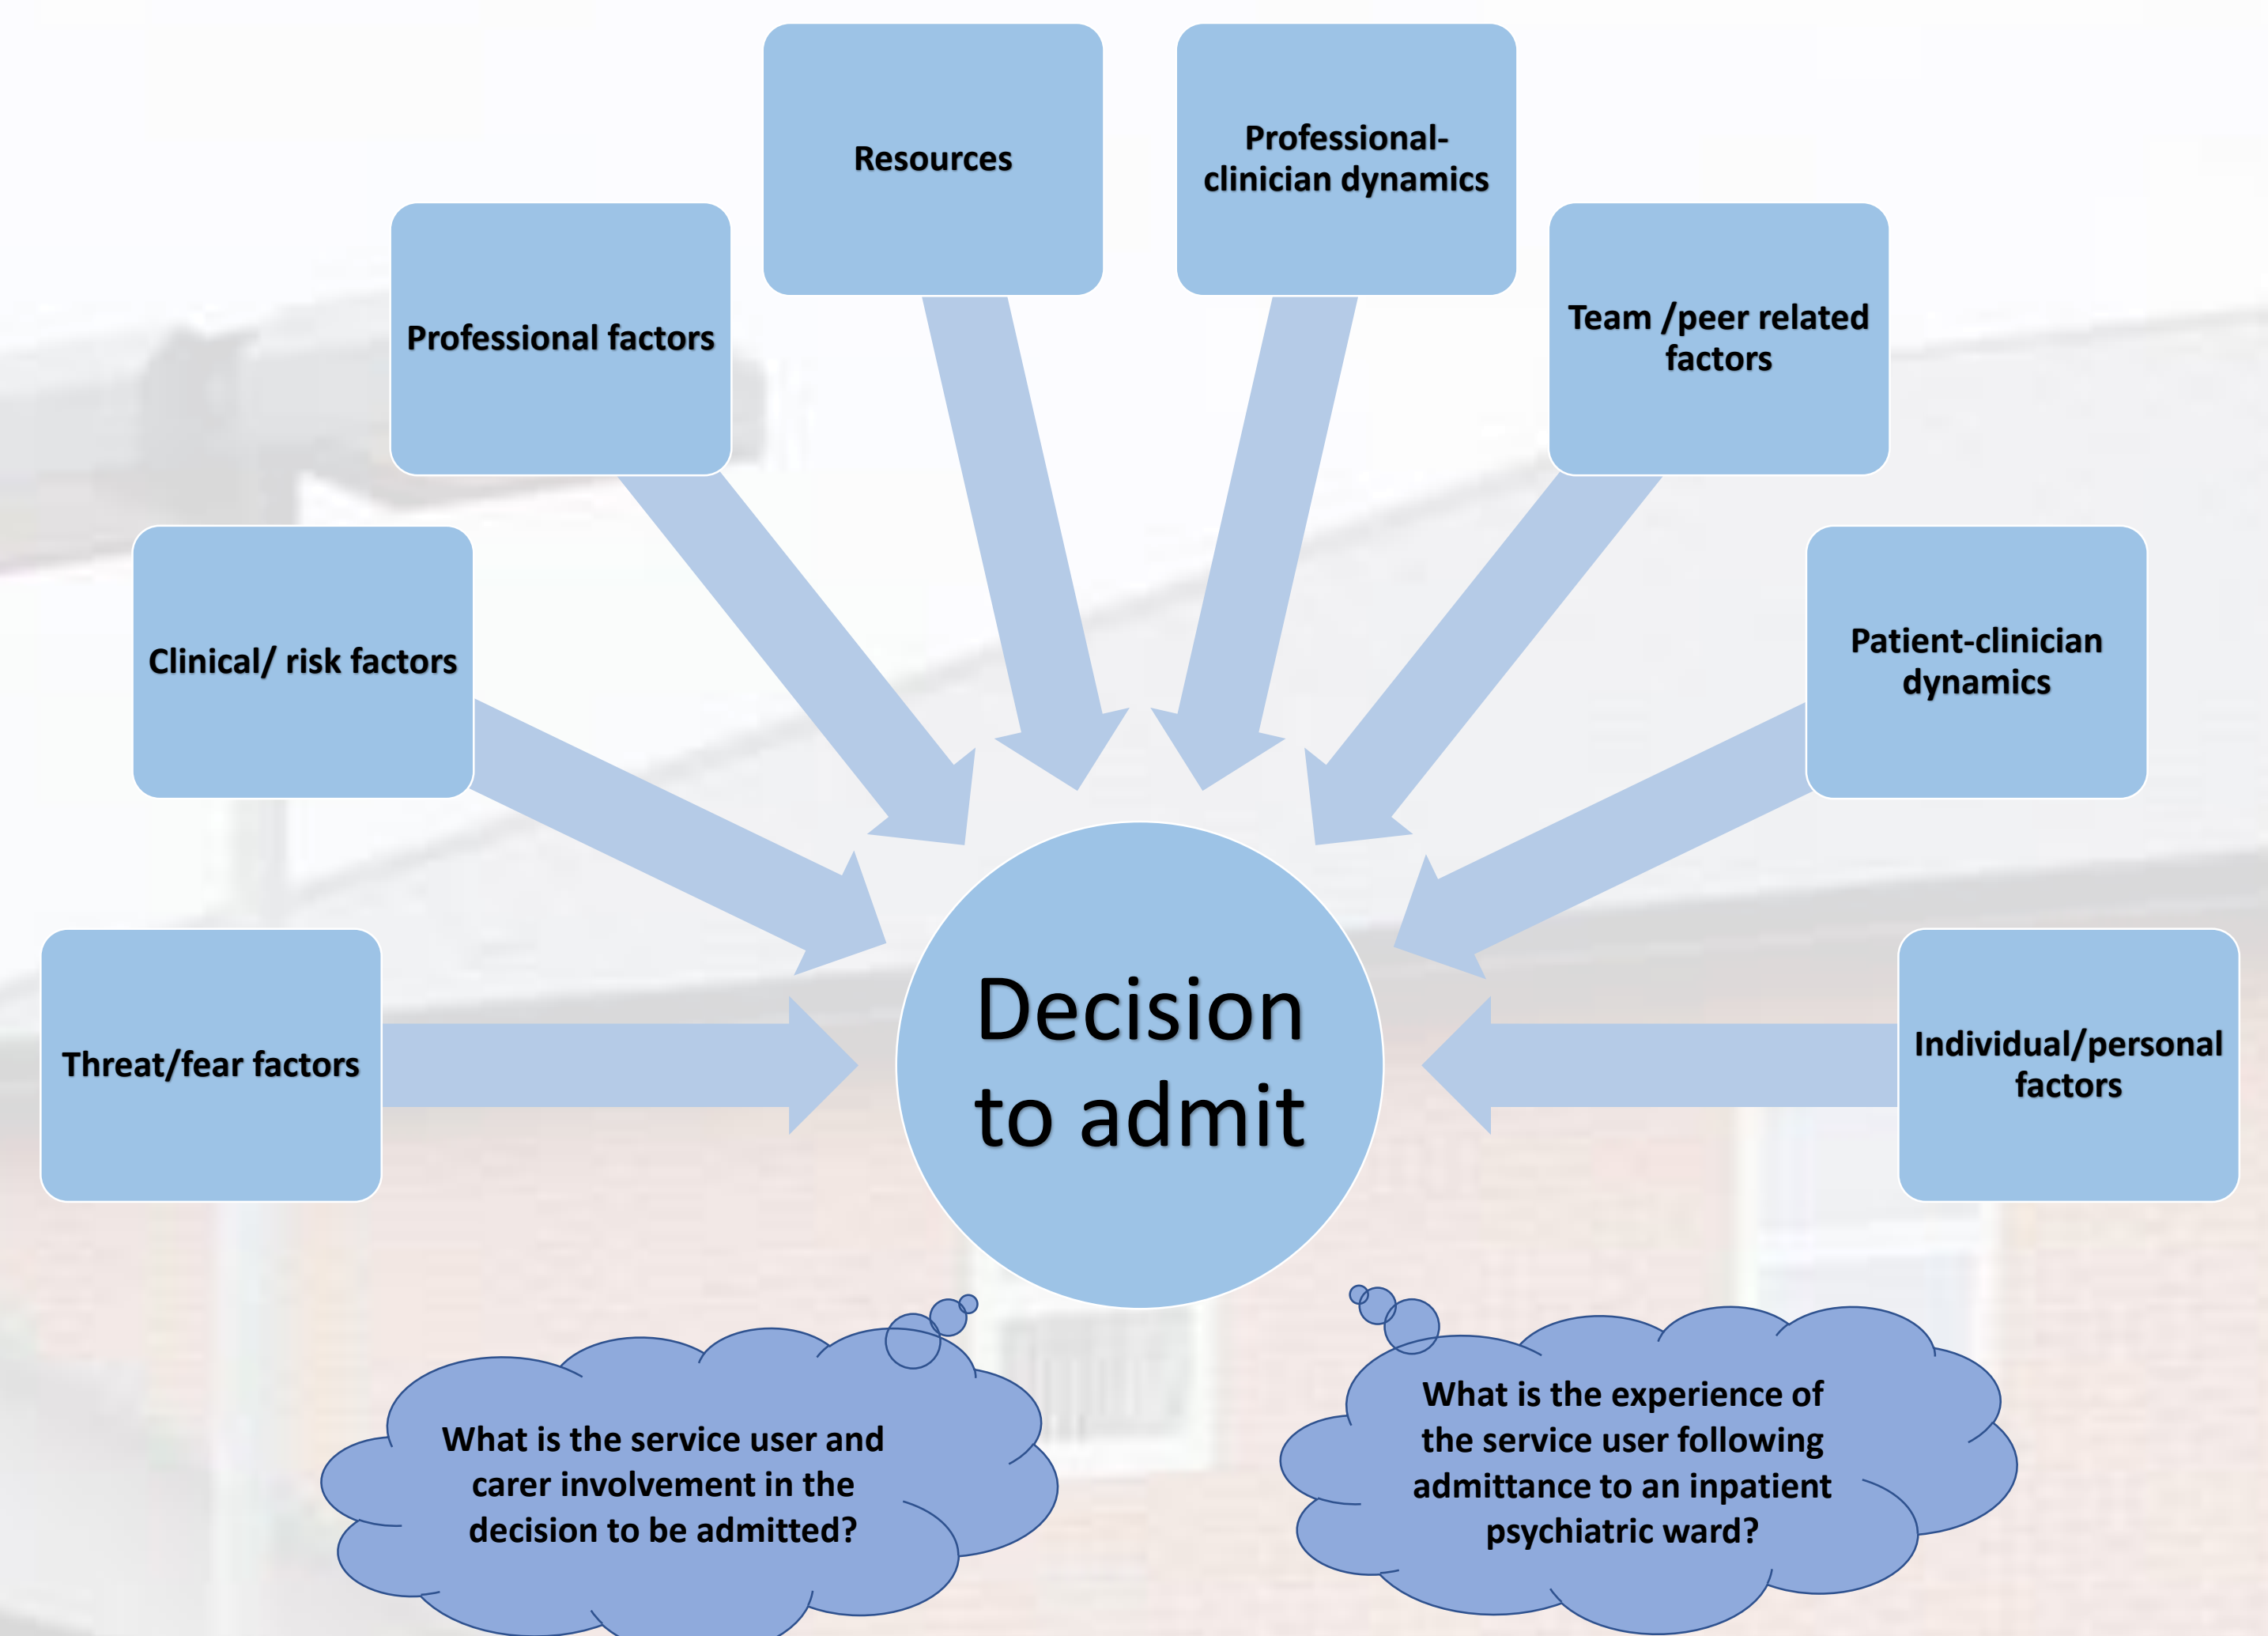 Resources
Professional-
clinician dynamics
Professional factors
Team /peer related
factors
Clinical/ risk factors
Patient-clinician
dynamics
Threat/fear factors
Individual/personal
factors
Decision
to admit
What is the service user and
carer involvement in the
decision to be admitted?
What is the experience of
the service user following
admittance to an inpatient
psychiatric ward?